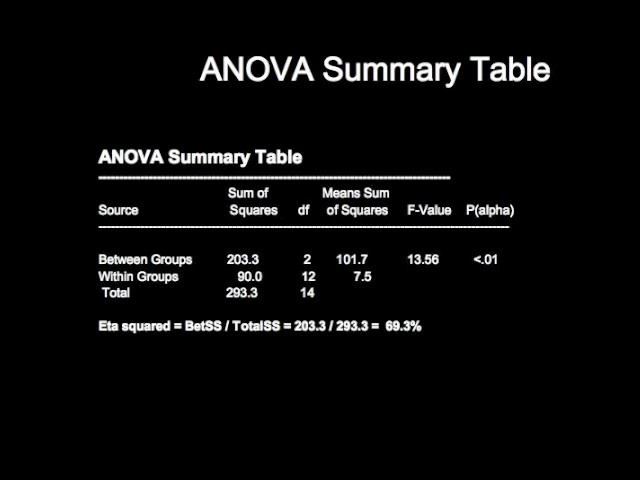 ANOVA Summary Table
ANOVA Summary Table
Sum of Means Sum
Source Squares df of Squares F-Value P(alpha)
Between Groups 203.3 2 101.7 13.56 <.01
Within Groups 90.0 12 7.5
Total 293.3 14
Eta squared = BetSS / TotalSS = 203.3 / 293.3 = 69.3%